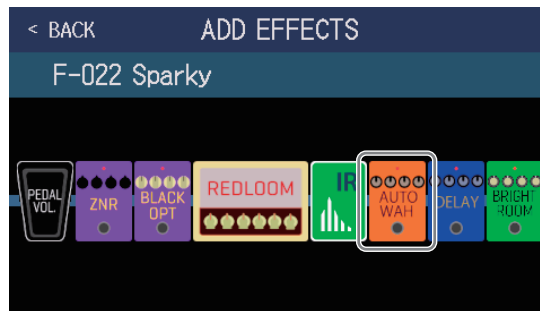 < BACK
ADD EFFECTS
F-022 Sparky
PEDAL
VOL.
ZNR
BLACK
OPT
REDLOOM
IR
AUTO
WAH
DELAY
BRIGHT
ROOM